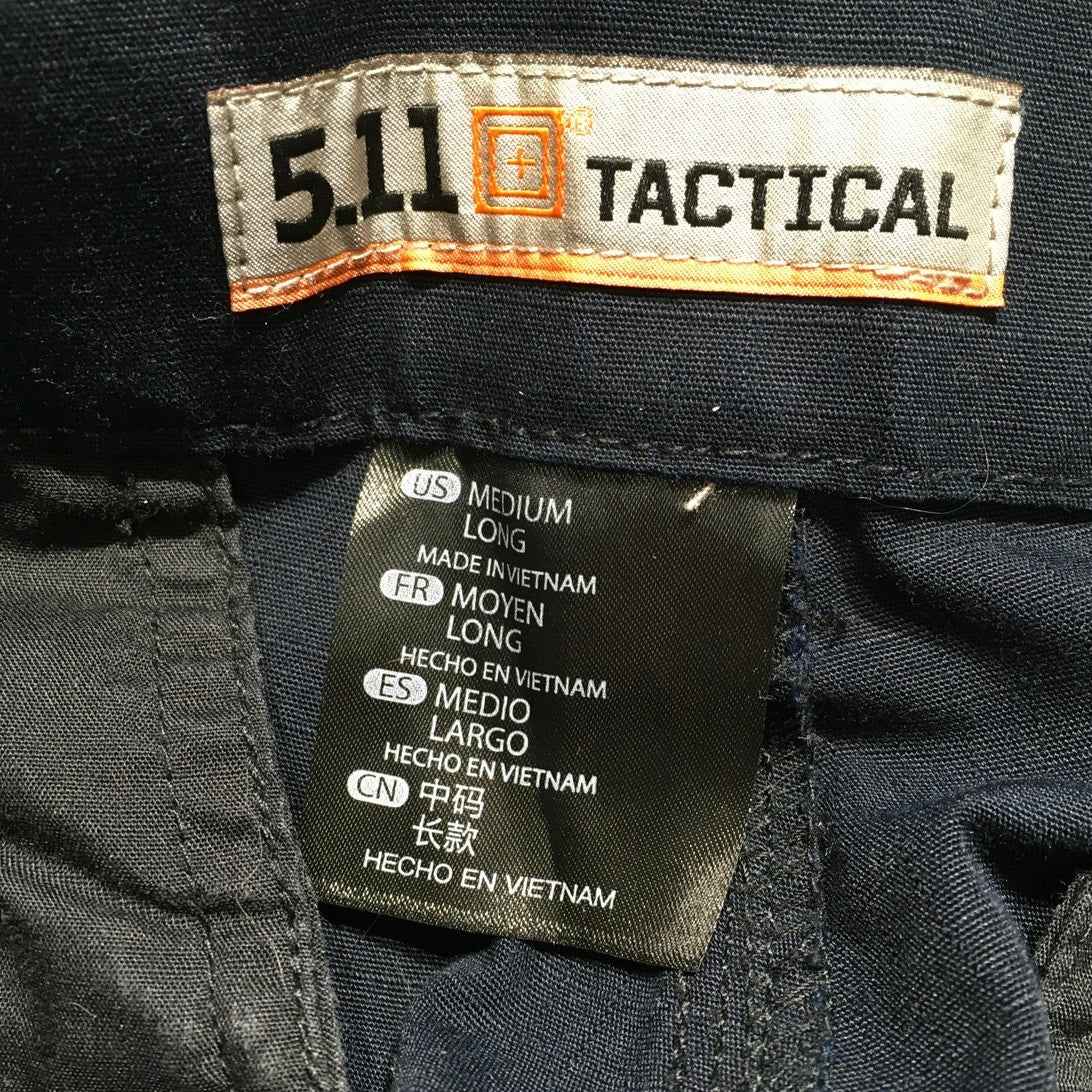 5.11 ® TACTICAL
US MEDIUM
LONG
MADE IN VIETNAM
FR MOYEN
LONG
HECHO EN VIETNAM
ES MEDIO
LARGO
HECHO EN VIETNAM
CN 中码
长款
HECHO EN VIETNAM